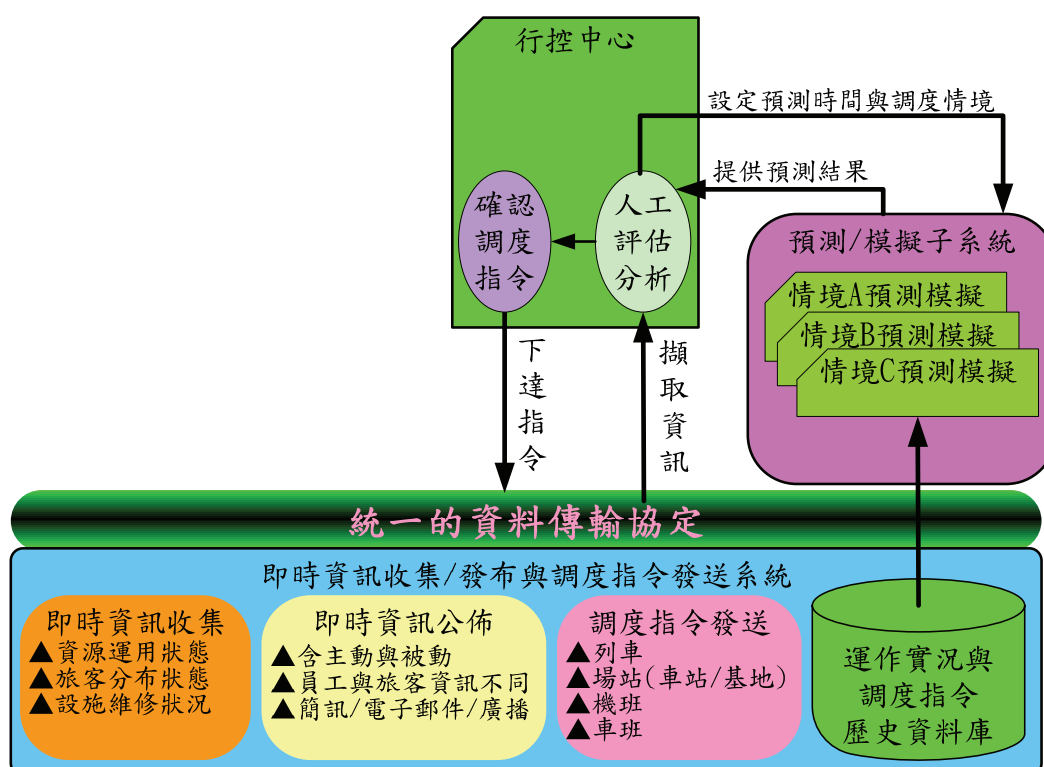 行控中心
設定預測時間與調度情境
提供預測結果
確認
調度
指令
人工
評估
分析
預測/模擬子系統
情境A預測模擬
情境B預測模擬
情境C預測模擬
下達指令
擷取資訊
統一的資料傳輸協定
即時資訊收集/發布與調度指令發送系統
即時資訊收集
▲資源運用狀態
▲旅客分布狀態
▲設施維修狀況
即時資訊公佈
▲含主動與被動
▲員工與旅客資訊不同
▲簡訊/電子郵件/廣播
調度指令發送
▲列車
▲場站(車站/基地)
▲機班
▲車班
運作實況與
調度指令
歷史資料庫